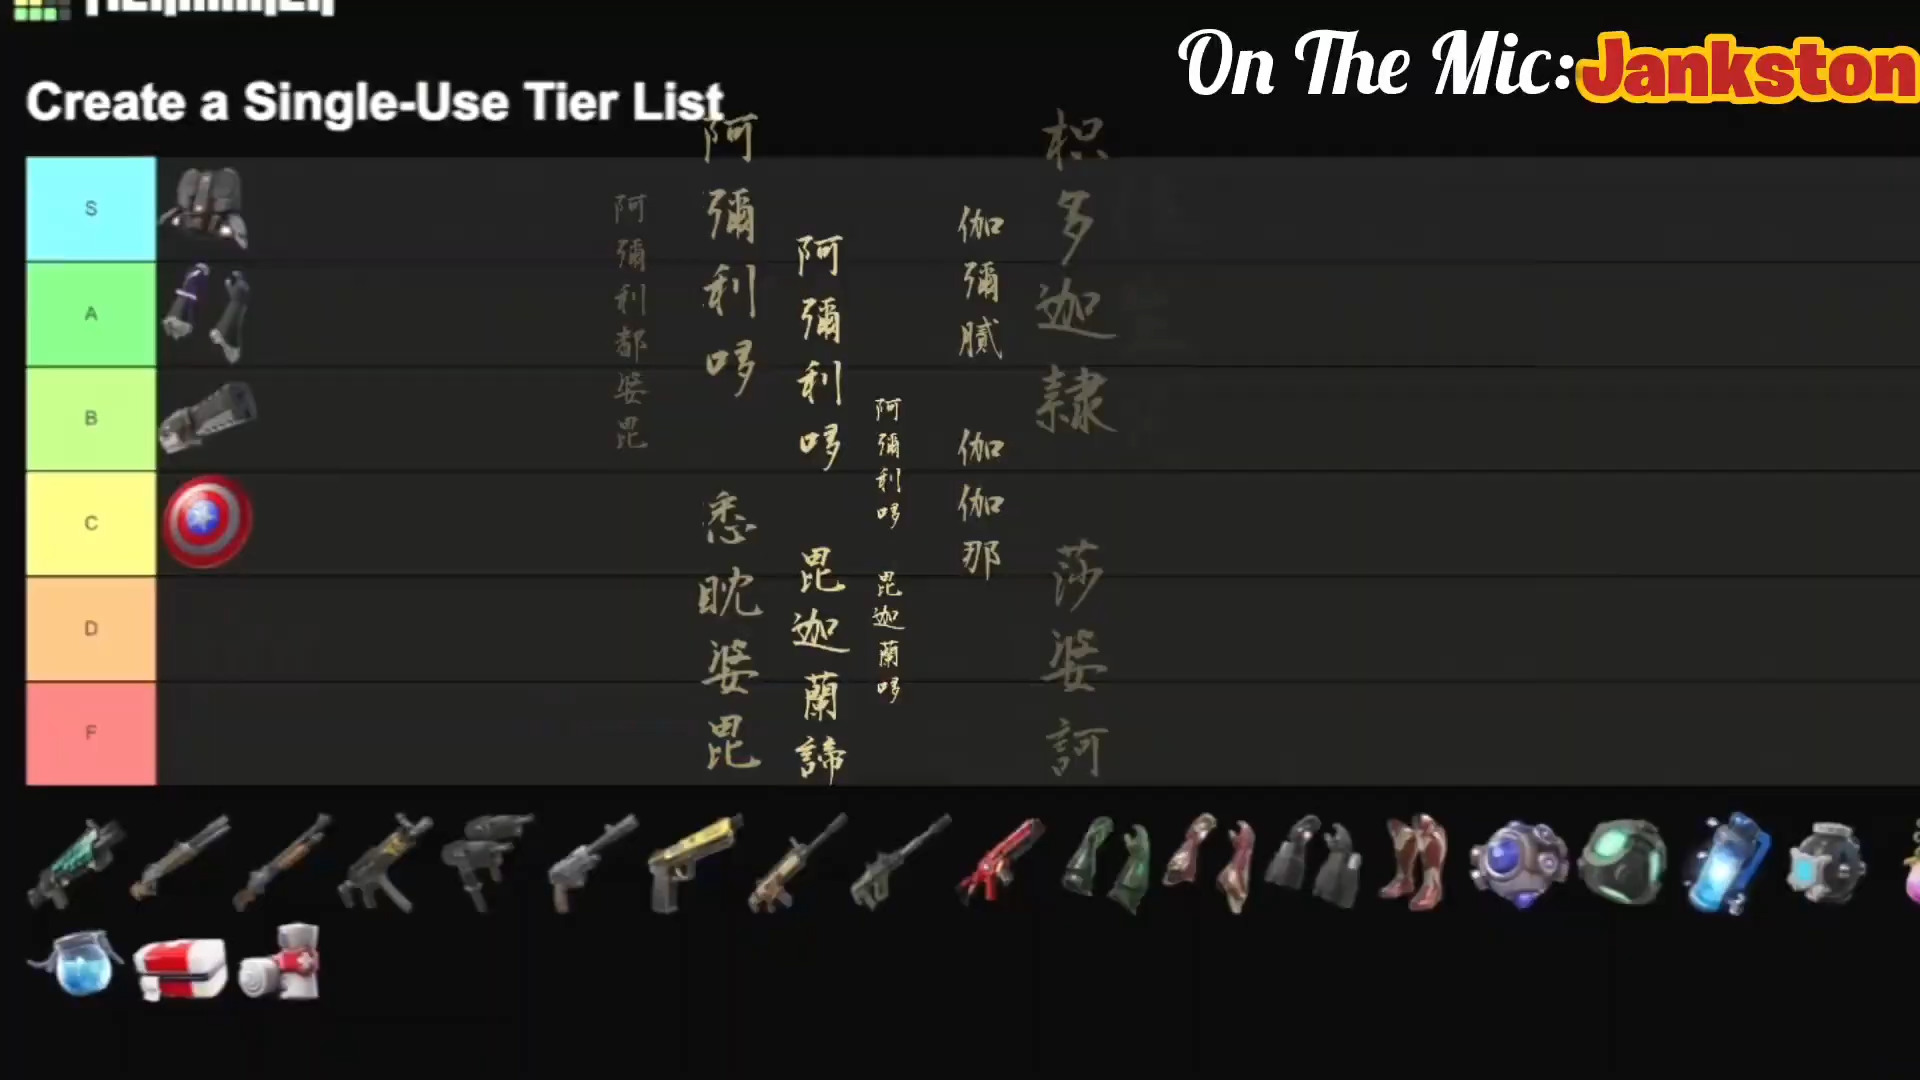 On The Mic: Jankston
Create a Single-Use Tier List
S
A
B
C
D
F
枳多迦隷 莎婆訶
伽彌膩 伽伽那
阿彌利哆 毘迦蘭哆
阿彌利哆 毘迦蘭諦
阿彌利哆 悉耽婆毘
阿彌利都婆毘